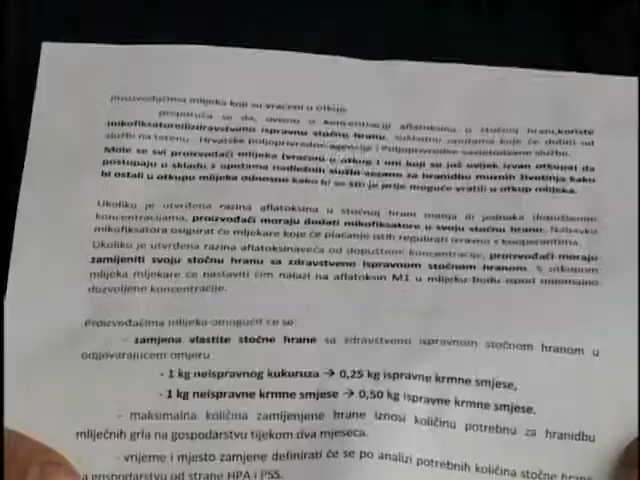 proizvođačima mlijeka koji su vraćeni u otkup
preporuča se da, ovisno o koncentraciji aflatoksina u stočnoj hrani, koriste
mikofiksatore ili zdravstveno ispravnu stočnu hranu, sukladno uputama koje će dobiti od
službi na terenu - Hrvatske poljoprivredne agencije i Poljoprivredne savjetodavne službe.
Mole se svi proizvođači mlijeka (vraćeni u otkup i oni koji su još uvijek izvan otkupa) da
postupaju u skladu s uputama nadležnih službi vezano za hranidbu muznih životinja kako
bi ostali u otkupu mlijeka odnosno kako bi se što je prije moguće vratili u otkup mlijeka.
Ukoliko je utvrđena razina aflatoksina u stočnoj hrani manja ili jednaka dopuštenim
koncentracijama, proizvođači moraju dodati mikofiksatore u svoju stočnu hranu. Nabavku
mikofiksatora osigurat će mljekare koje će plaćanje istih regulirati izravno s kooperantima.
Ukoliko je utvrđena razina aflatoksina veća od dopuštene koncentracije, proizvođači moraju
zamijeniti svoju stočnu hranu sa zdravstveno ispravnom stočnom hranom. S otkupom
mlijeka mljekare će nastaviti čim nalazi na aflatoksin M1 u mlijeku budu ispod
dozvoljene koncentracije.
Proizvođačima mlijeka omogućit će se:
- zamjena vlastite stočne hrane sa zdravstveno ispravnom stočnom hranom u
odgovarajućem omjeru
- 1 kg neispravnog kukuruza → 0,25 kg ispravne krmne smjese,
- 1 kg neispravne krmne smjese → 0,50 kg ispravne krmne smjese.
- maksimalna količina zamijenjene hrane iznosi količinu potrebnu za hranidbu
mliječnih grla na gospodarstvu tijekom dva mjeseca.
- vrijeme i mjesto zamjene definirati će se po analizi potrebnih količina stočne hrane
a gospodarstvu od strane HPA i PSS.